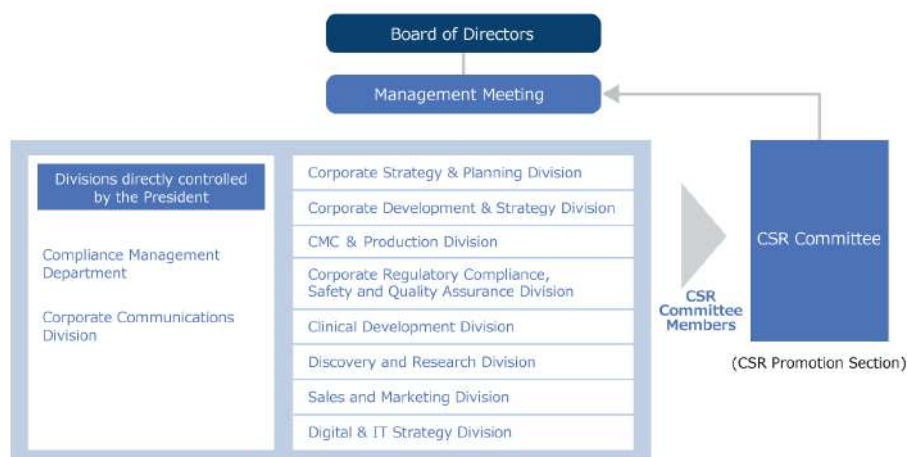 Board of Directors
Management Meeting
Divisions directly controlled
by the President
Compliance Management
Department
Corporate Communications
Division
Corporate Strategy & Planning Division
Corporate Development & Strategy Division
CMC & Production Division
Corporate Regulatory Compliance,
Safety and Quality Assurance Division
Clinical Development Division
Discovery and Research Division
Sales and Marketing Division
Digital & IT Strategy Division
CSR
Committee
Members
CSR Committee
(CSR Promotion Section)